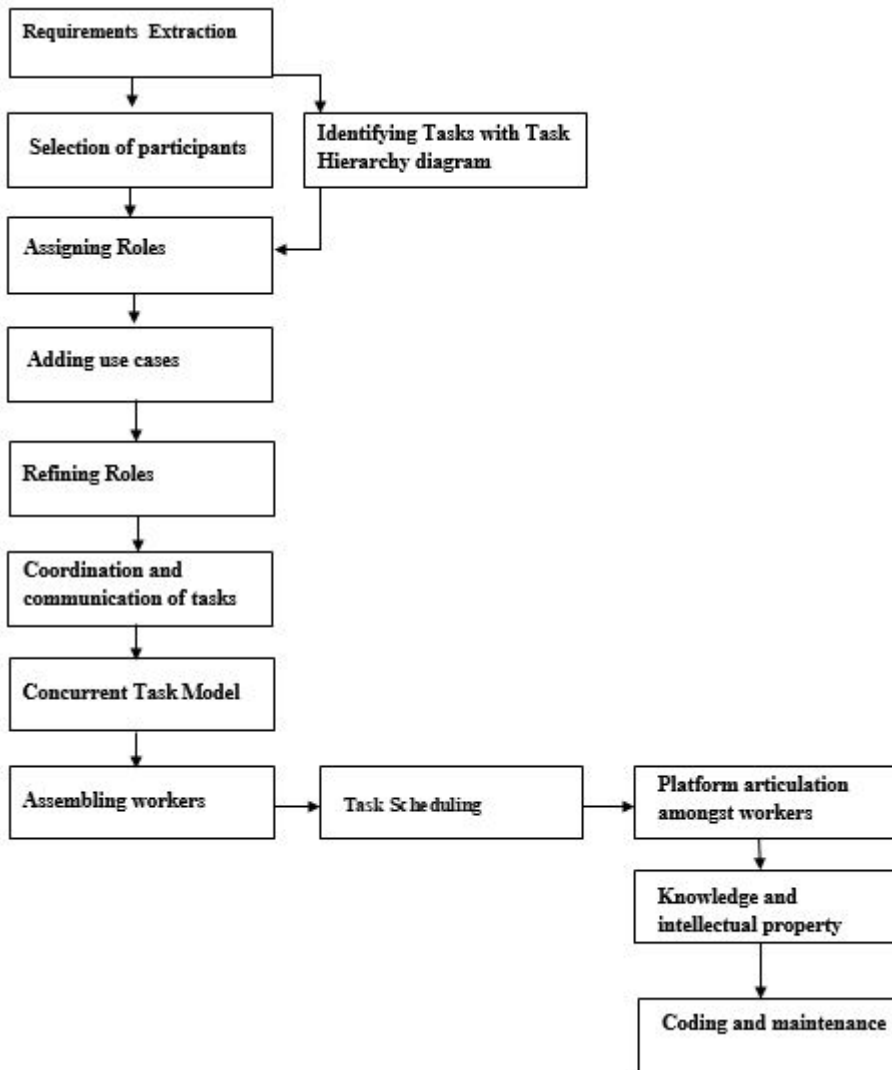 Requirements Extraction
Selection of participants
Identifying Tasks with Task
Hierarchy diagram
Assigning Roles
Adding use cases
Refining Roles
Coordination and
communication of tasks
Concurrent Task Model
Assembling workers
Task Scheduling
Platform articulation
amongst workers
Knowledge and
intellectual property
Coding and maintenance